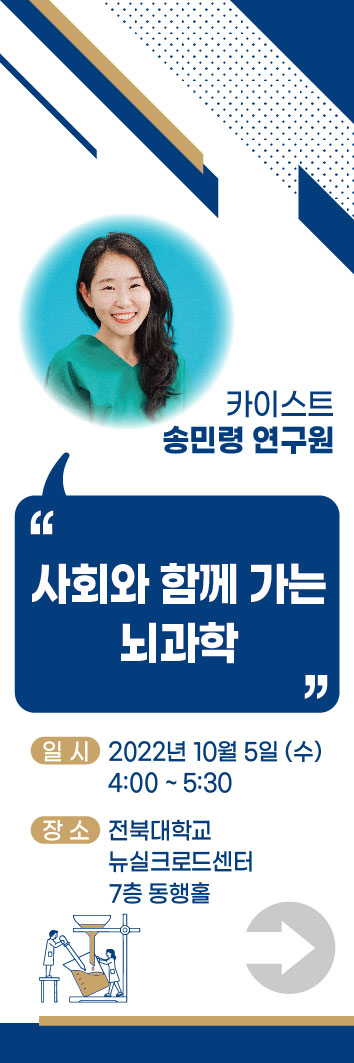 카이스트
송민령 연구원
“
사회와 함께 가는
뇌과학
”
일 시 2022년 10월 5일 (수)
4:00 ~ 5:30
장 소 전북대학교
뉴실크로드센터
7층 동행홀